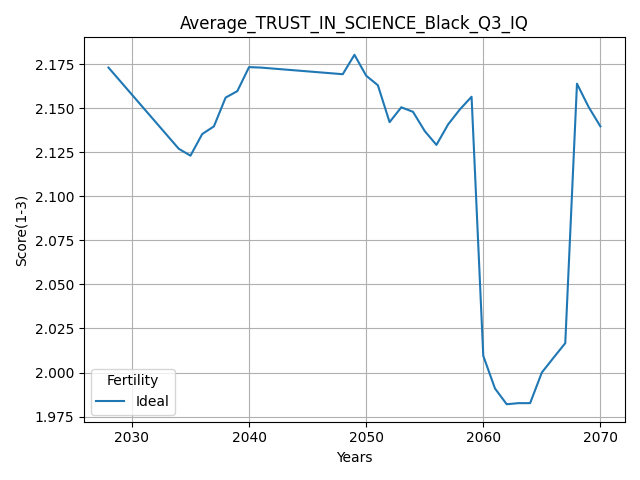 Average_TRUST_IN_SCIENCE_Black_Q3_IQ
Score(1-3)
2.175
2.150
2.125
2.100
2.075
2.050
2.025
2.000
1.975
Fertility
Ideal
2030 2040 2050 2060 2070
Years